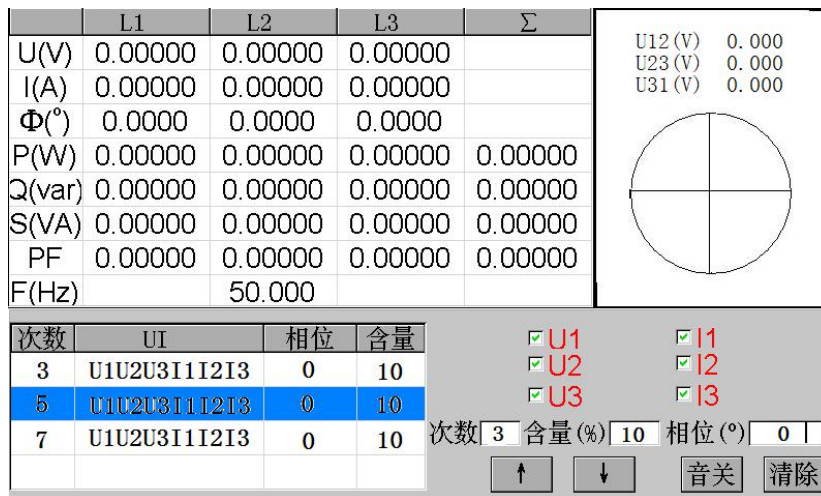 L1 L2 L3 Σ
U(V) 0.00000 0.00000 0.00000
I(A) 0.00000 0.00000 0.00000
Φ(°) 0.0000 0.0000 0.0000
P(W) 0.00000 0.00000 0.00000 0.00000
Q(var) 0.00000 0.00000 0.00000 0.00000
S(VA) 0.00000 0.00000 0.00000 0.00000
PF 0.00000 0.00000 0.00000 0.00000
F(Hz) 50.000
U12(V) 0.000
U23(V) 0.000
U31(V) 0.000
次数 UI 相位 含量
3 U1U2U3I1I2I3 0 10
5 U1U2U3I1I2I3 0 10
7 U1U2U3I1I2I3 0 10
U1 I1
U2 I2
U3 I3
次数 3 含量(%) 10 相位(°) 0
↑ ↓ 音关 清除